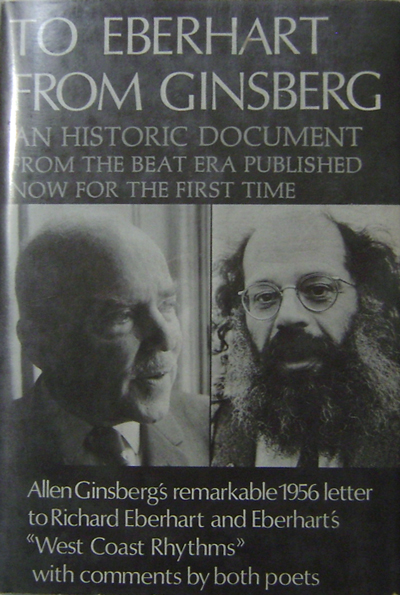 TO EBERHART
FROM GINSBERG
AN HISTORIC DOCUMENT
FROM THE BEAT ERA PUBLISHED
NOW FOR THE FIRST TIME
Allen Ginsberg's remarkable 1956 letter
to Richard Eberhart and Eberhart's
«West Coast Rhythms»
with comments by both poets